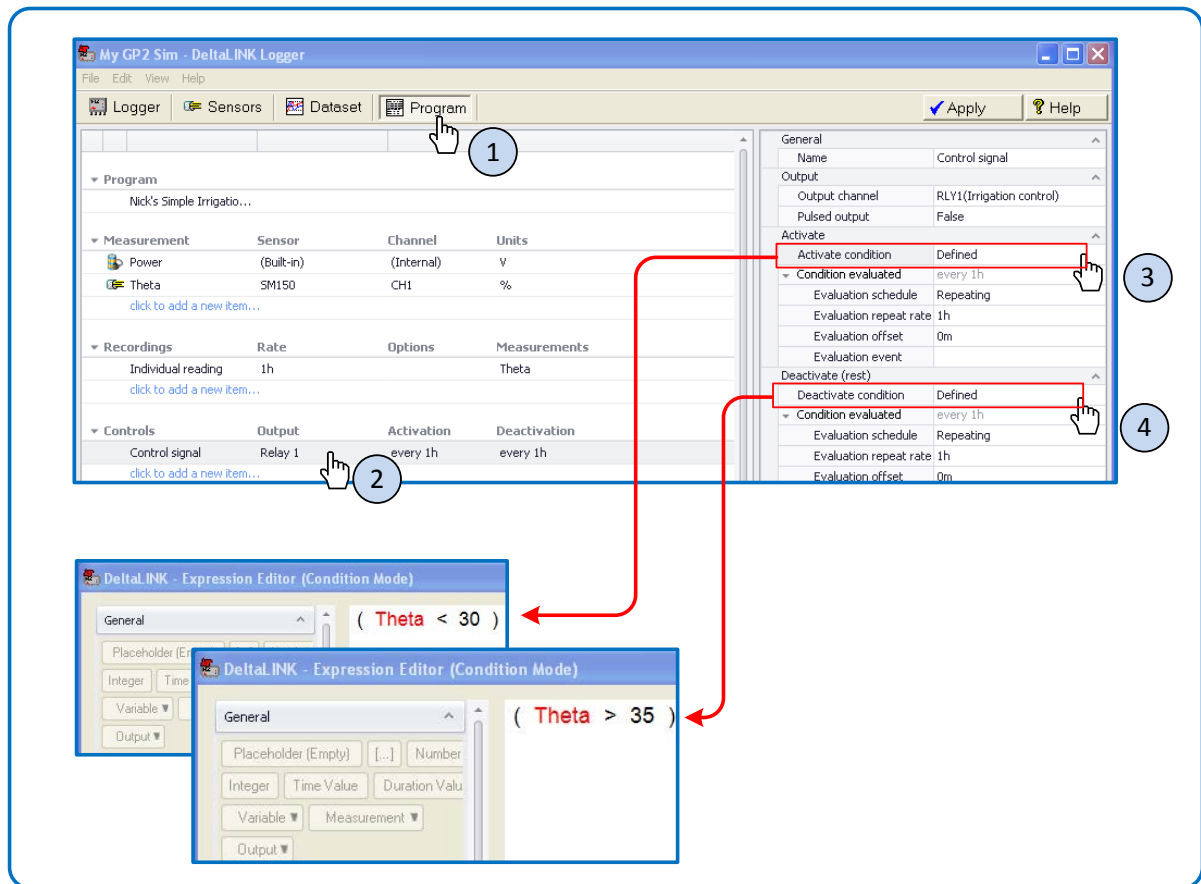 My GP2 Sim - DeltaLINK Logger
File Edit View Help
Logger Sensors Dataset Program Apply Help
1
Program
Nick's Simple Irrigatio...
Measurement Sensor Channel Units
Power (Built-in) (Internal) V
Theta SM150 CH1 %
click to add a new item...
Recordings Rate Options Measurements
Individual reading 1h Theta
click to add a new item...
Controls Output Activation Deactivation
Control signal Relay 1 every 1h every 1h
click to add a new item...
2
General
Name Control signal
Output
Output channel RLY1(Irrigation control)
Pulsed output False
Activate
Activate condition Defined
3
Condition evaluated every 1h
Evaluation schedule Repeating
Evaluation repeat rate 1h
Evaluation offset 0m
Evaluation event
Deactivate (rest)
Deactivate condition Defined
4
Condition evaluated every 1h
Evaluation schedule Repeating
Evaluation repeat rate 1h
Evaluation offset 0m
DeltaLINK - Expression Editor (Condition Mode)
General
( Theta < 30 )
Integer Time
Variable
Output
DeltaLINK - Expression Editor (Condition Mode)
General
( Theta > 35 )
Placeholder (Empty) [...] Number
Integer Time Value Duration Valu
Variable Measurement
Output